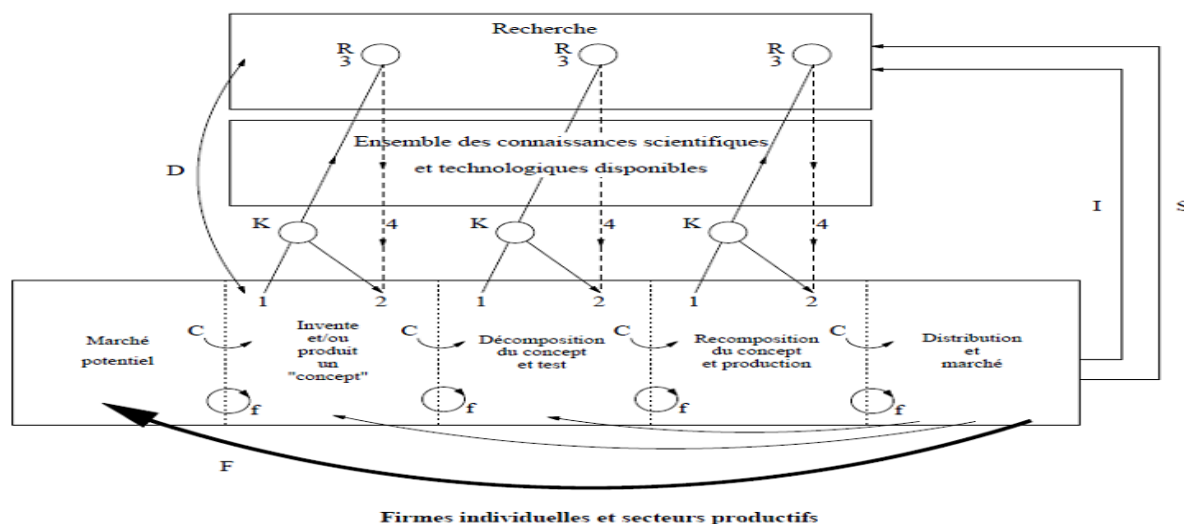 Recherche
R
3
R
3
R
3
Ensemble des connaissances scientifiques
et technologiques disponibles
D
I
S
K
4
K
4
K
4
1
2
1
2
1
2
Marché
potentiel
C
Invente
et/ou
produit
un
"concept"
C
Décomposition
du concept
et test
C
Recomposition
du concept
et production
C
Distribution
et
marché
f
f
f
f
F
Firmes individuelles et secteurs productifs